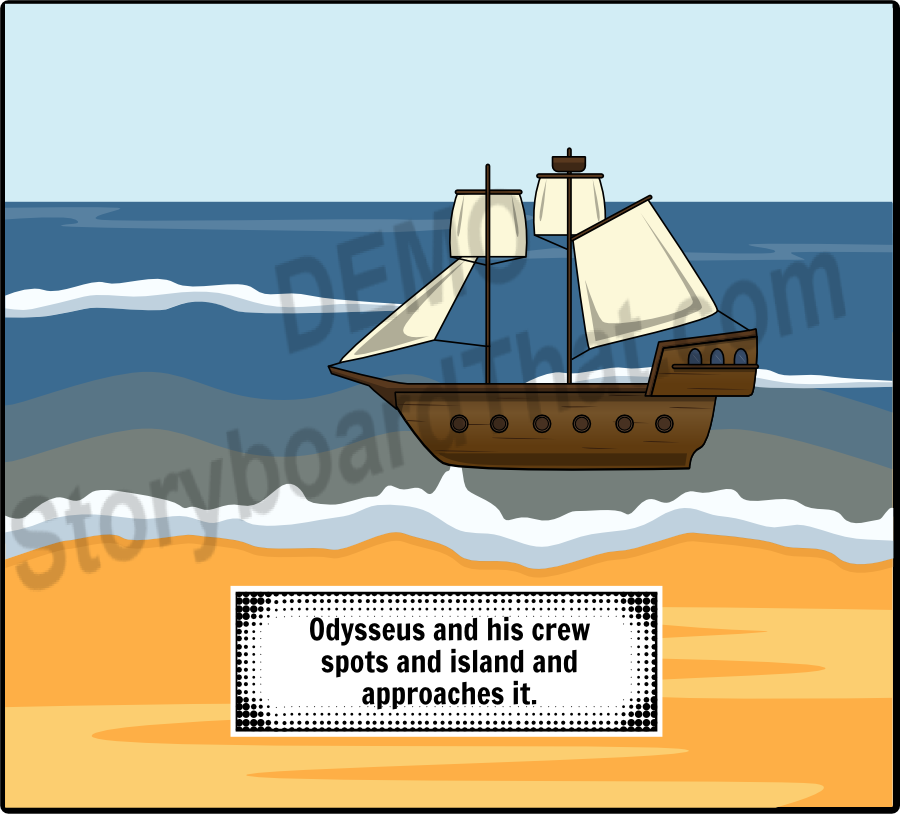 DEMO
StoryboardThat.com
Odysseus and his crew
spots and island and
approaches it.